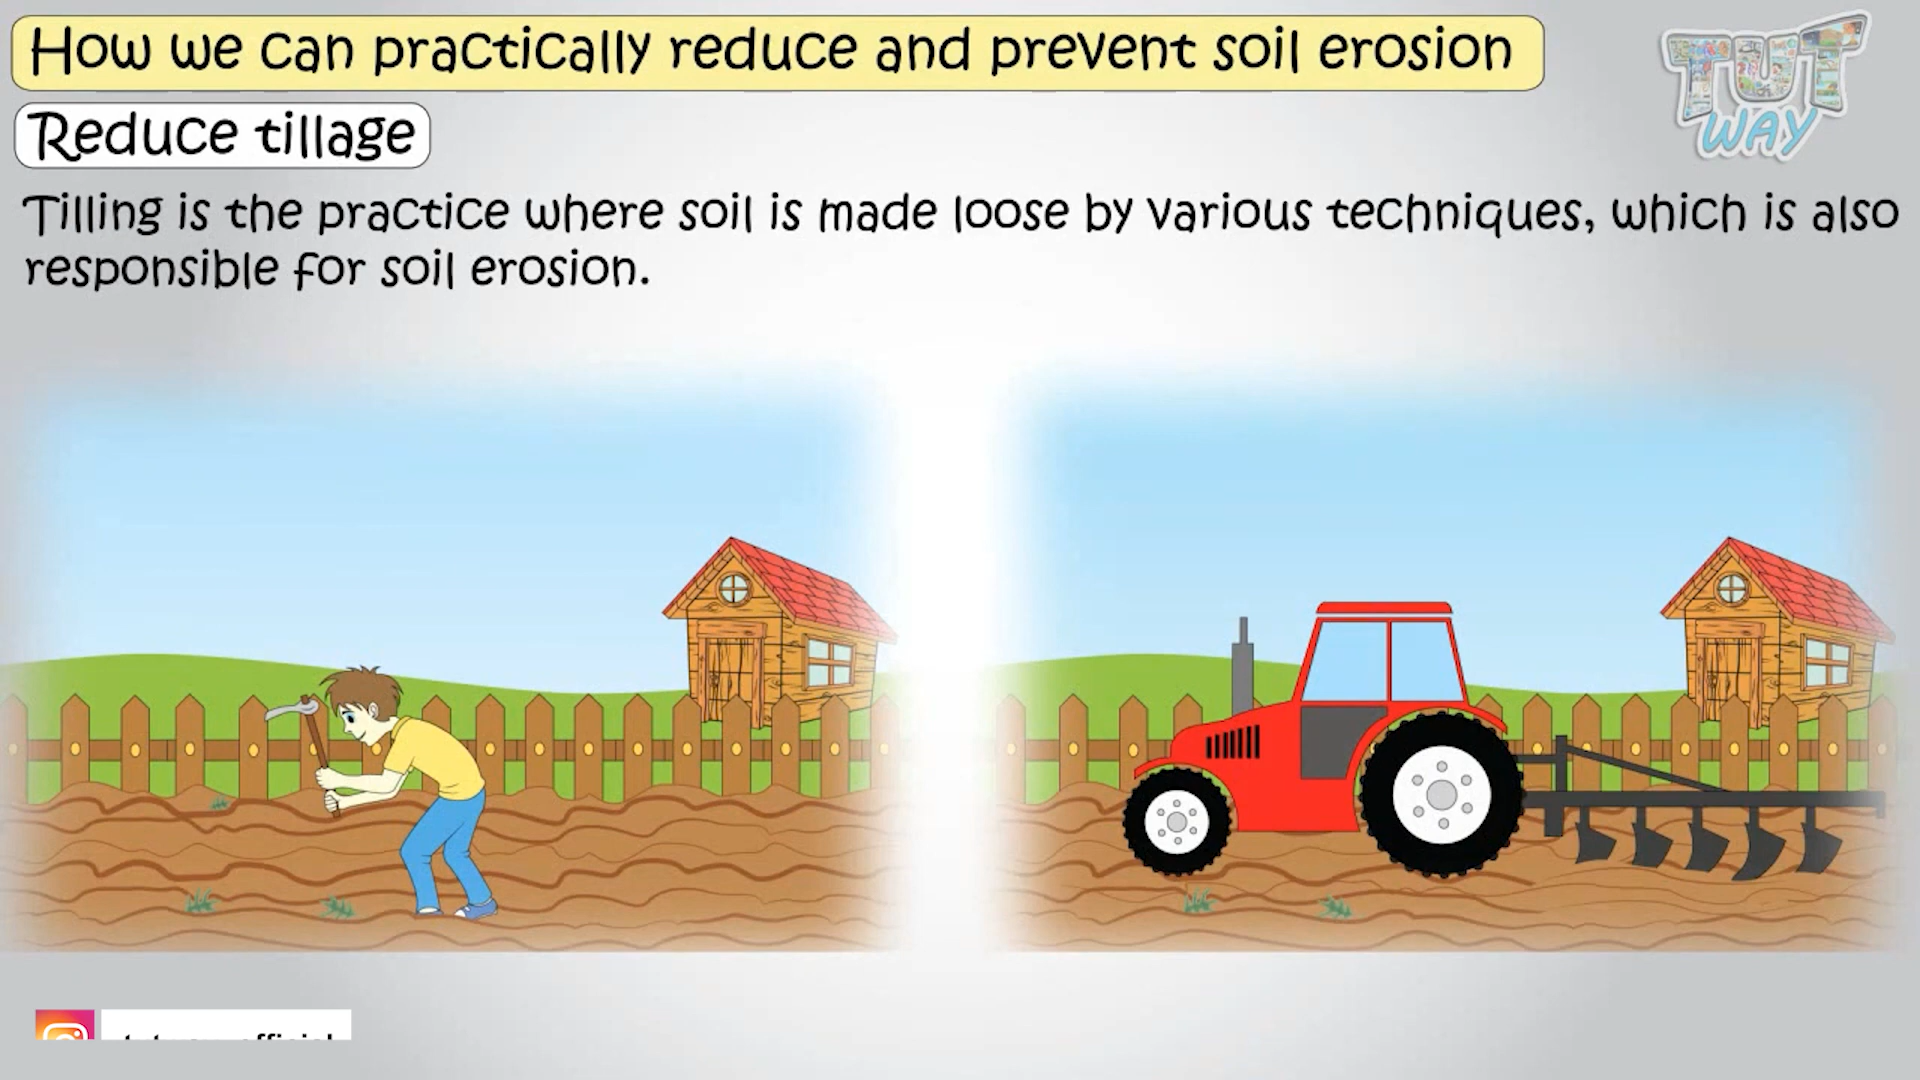 How we can practically reduce and prevent soil erosion
TUT
WAY
Reduce tillage
Tilling is the practice where soil is made loose by various techniques, which is also
responsible for soil erosion.